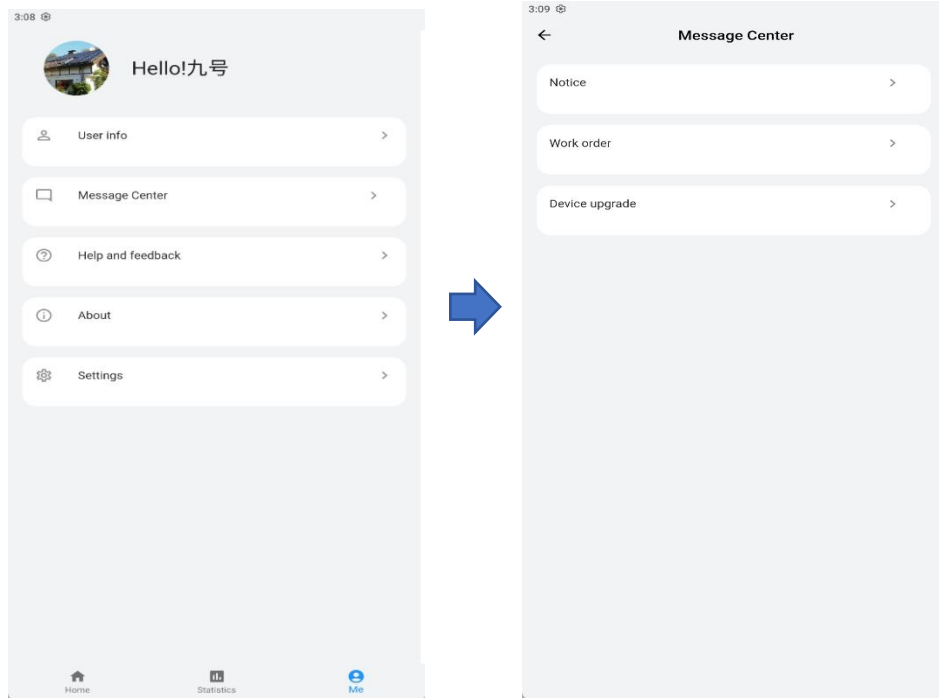 3:08
Hello!九号
User info
Message Center
Help and feedback
About
Settings
Home
Statistics
Me
3:09
Message Center
Notice
Work order
Device upgrade